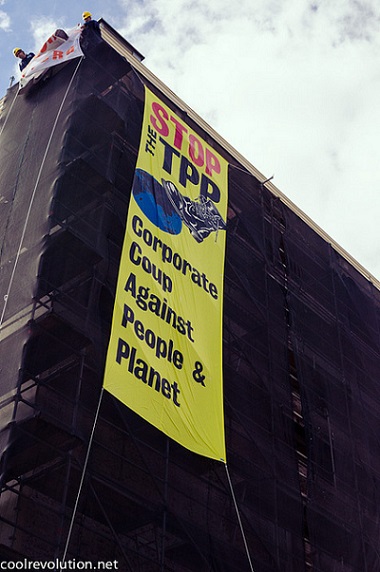 STOP
THE
TPP
Corporate
Coup
Against
People &
Planet
coolrevolution.net